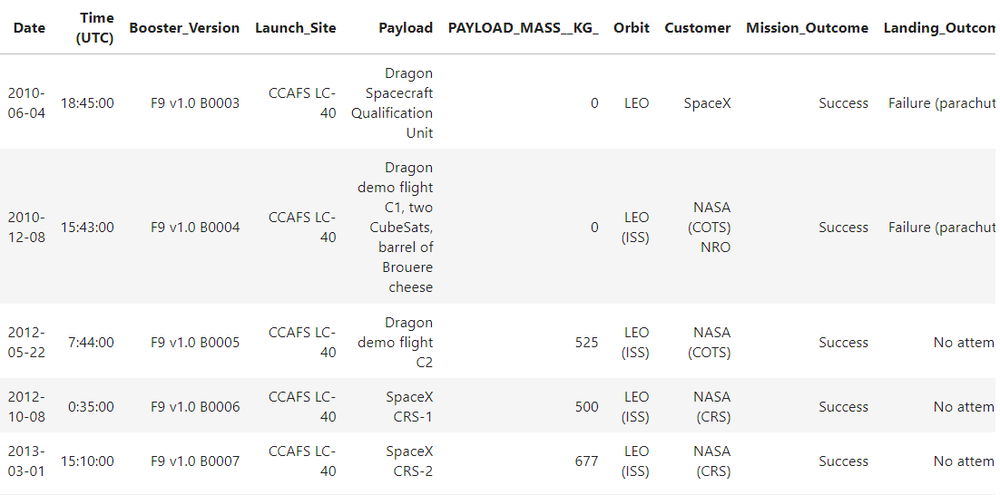 Date Time (UTC) Booster_Version Launch_Site Payload PAYLOAD_MASS__KG_ Orbit Customer Mission_Outcome Landing_Outcom
2010-06-04 18:45:00 F9 v1.0 B0003 CCAFS LC-40 Dragon Spacecraft Qualification Unit 0 LEO SpaceX Success Failure (parachut
2010-12-08 15:43:00 F9 v1.0 B0004 CCAFS LC-40 Dragon demo flight C1, two CubeSats, barrel of Brouere cheese 0 LEO (ISS) NASA (COTS) NRO Success Failure (parachut
2012-05-22 7:44:00 F9 v1.0 B0005 CCAFS LC-40 Dragon demo flight C2 525 LEO (ISS) NASA (COTS) Success No attem
2012-10-08 0:35:00 F9 v1.0 B0006 CCAFS LC-40 SpaceX CRS-1 500 LEO (ISS) NASA (CRS) Success No attem
2013-03-01 15:10:00 F9 v1.0 B0007 CCAFS LC-40 SpaceX CRS-2 677 LEO (ISS) NASA (CRS) Success No attem